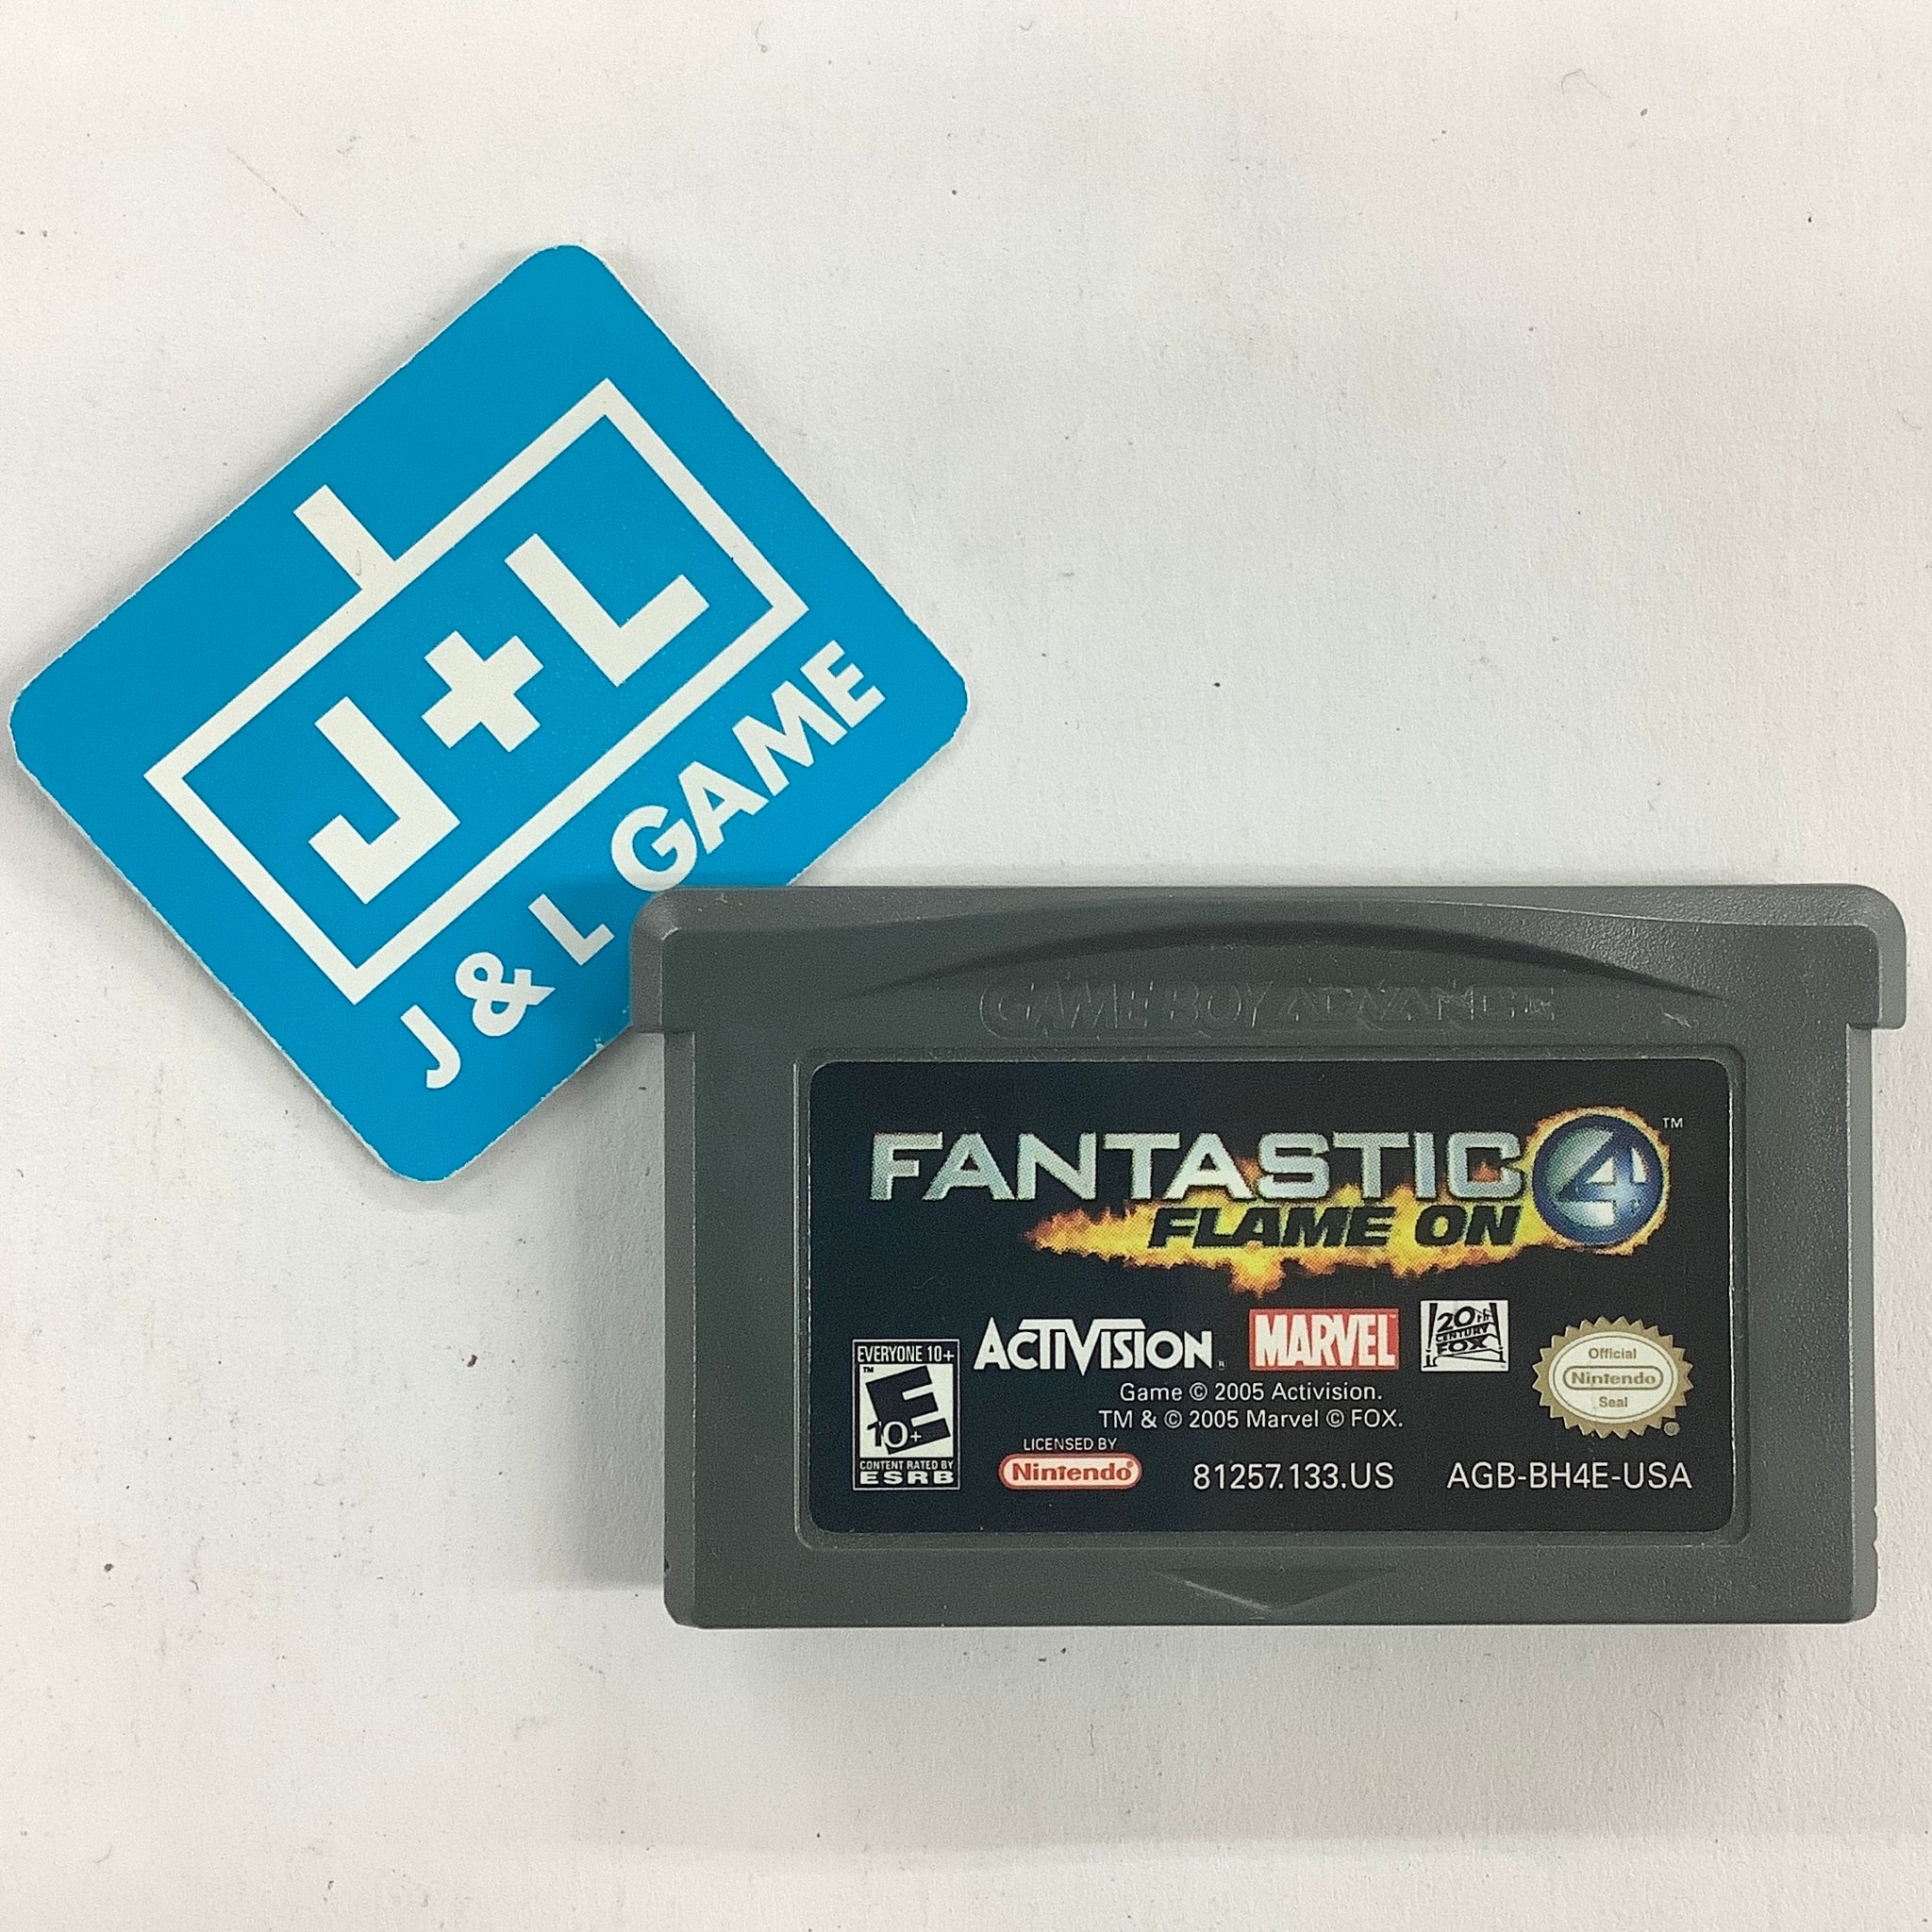 J+L
J & L GAME
GAME BOY ADVANCE
FANTASTIC 4 ™
FLAME ON
EVERYONE 10+
™
E
10+
CONTENT RATED BY
ESRB
ACTIVISION®
MARVEL
20TH
CENTURY
FOX
Game © 2005 Activision.
TM & © 2005 Marvel © FOX.
LICENSED BY
Nintendo®
81257.133.US
AGB-BH4E-USA
Official
Nintendo
Seal
®